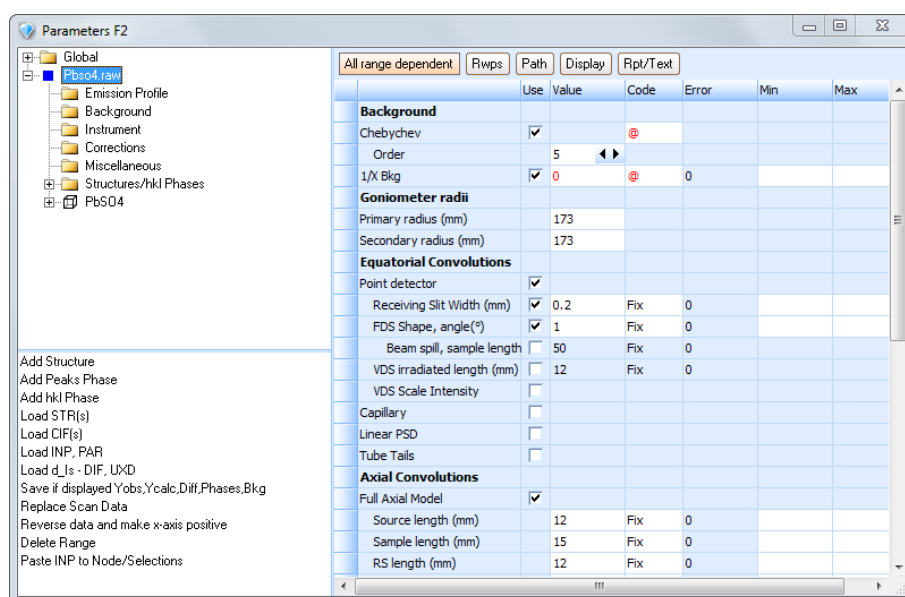 Parameters F2
Global
Pbso4.raw
Emission Profile
Background
Instrument
Corrections
Miscellaneous
Structures/hkl Phases
PbSO4
Add Structure
Add Peaks Phase
Add hkl Phase
Load STR(s)
Load CIF(s)
Load INP, PAR
Load d_Is - DIF, UXD
Save if displayed Yobs,Ycalc,Diff,Phases,Bkg
Replace Scan Data
Reverse data and make x-axis positive
Delete Range
Paste INP to Node/Selections
All range dependent Rwps Path Display Rpt/Text
Use Value Code Error Min Max
Background
Chebychev @
Order 5
1/X Bkg 0 @ 0
Goniometer radii
Primary radius (mm) 173
Secondary radius (mm) 173
Equatorial Convolutions
Point detector
Receiving Slit Width (mm) 0.2 Fix 0
FDS Shape, angle(°) 1 Fix 0
Beam spill, sample length 50 Fix 0
VDS irradiated length (mm) 12 Fix 0
VDS Scale Intensity
Capillary
Linear PSD
Tube Tails
Axial Convolutions
Full Axial Model
Source length (mm) 12 Fix 0
Sample length (mm) 15 Fix 0
RS length (mm) 12 Fix 0